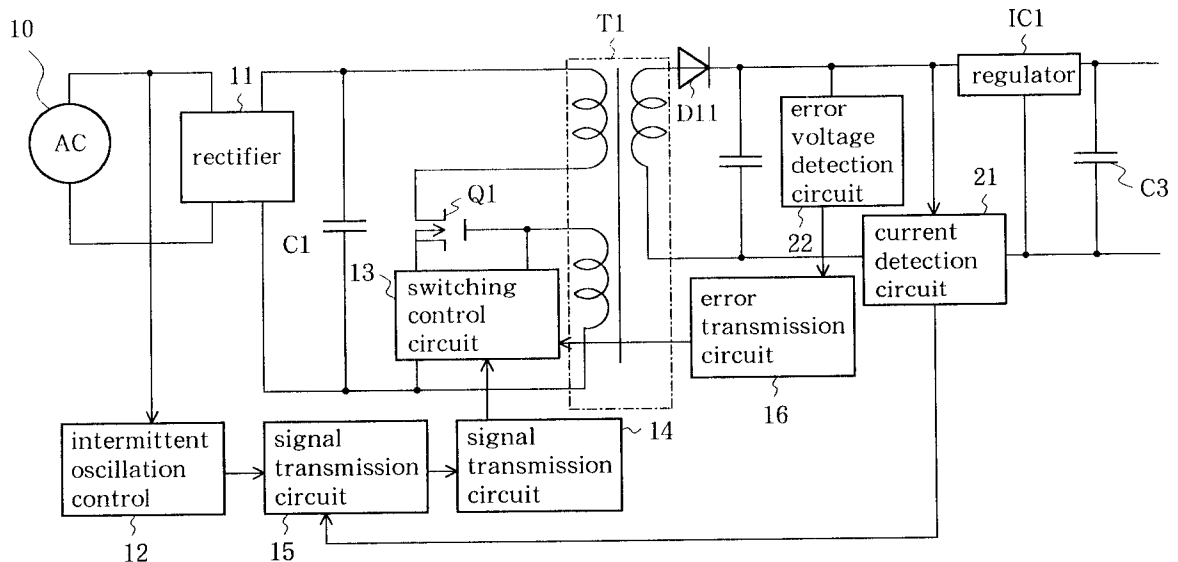 10
T1
IC1
11
regulator
AC
rectifier
D11
error
voltage
detection
circuit
Q1
C3
21
C1
22
current
detection
circuit
13
switching
control
circuit
error
transmission
circuit
16
14
intermittent
oscillation
control
signal
transmission
circuit
signal
transmission
circuit
12
15